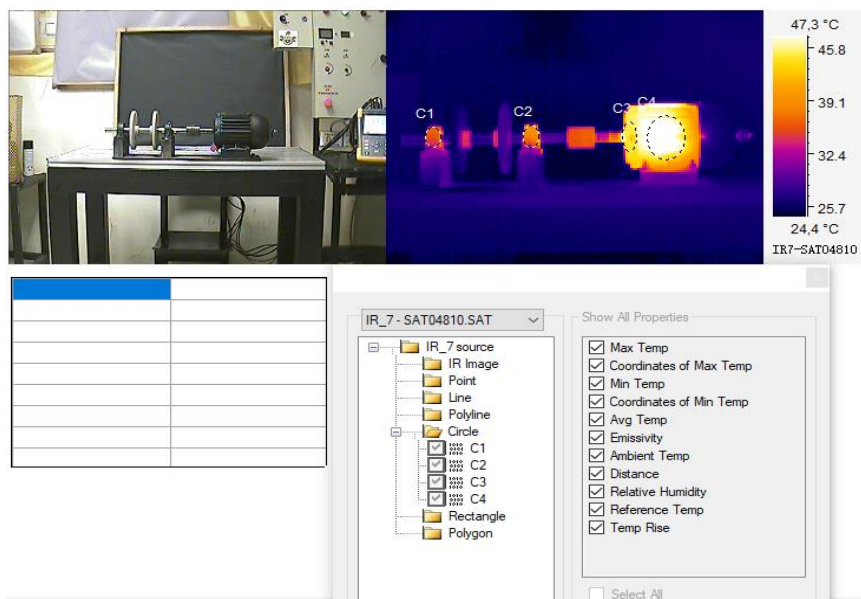 47,3 °C
45.8
39.1
32.4
25.7
24,4 °C
IR7-SAT04810
C1
C2
C3
C4
IR_7 - SAT04810.SAT
IR_7 source
IR Image
Point
Line
Polyline
Circle
C1
C2
C3
C4
Rectangle
Polygon
Show All Properties
Max Temp
Coordinates of Max Temp
Min Temp
Coordinates of Min Temp
Avg Temp
Emissivity
Ambient Temp
Distance
Relative Humidity
Reference Temp
Temp Rise
Select All